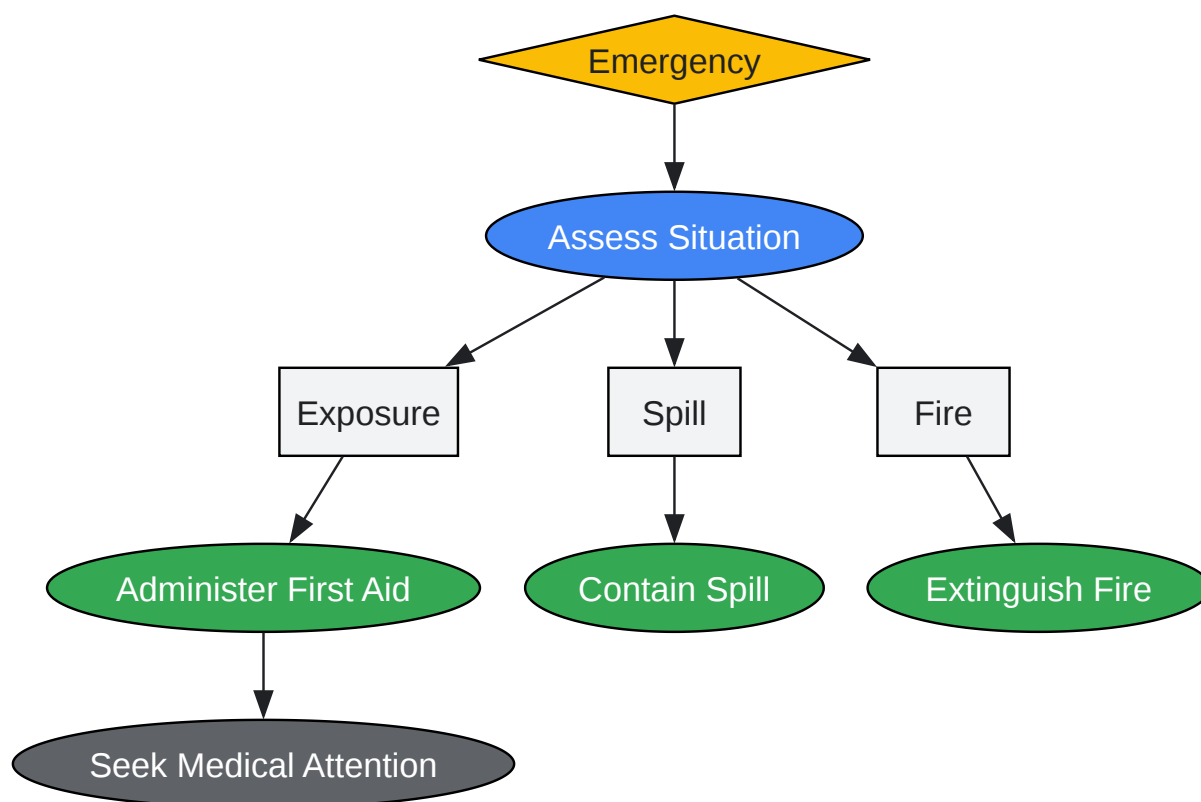 Emergency
Assess Situation
Exposure
Spill
Fire
Administer First Aid
Contain Spill
Extinguish Fire
Seek Medical Attention